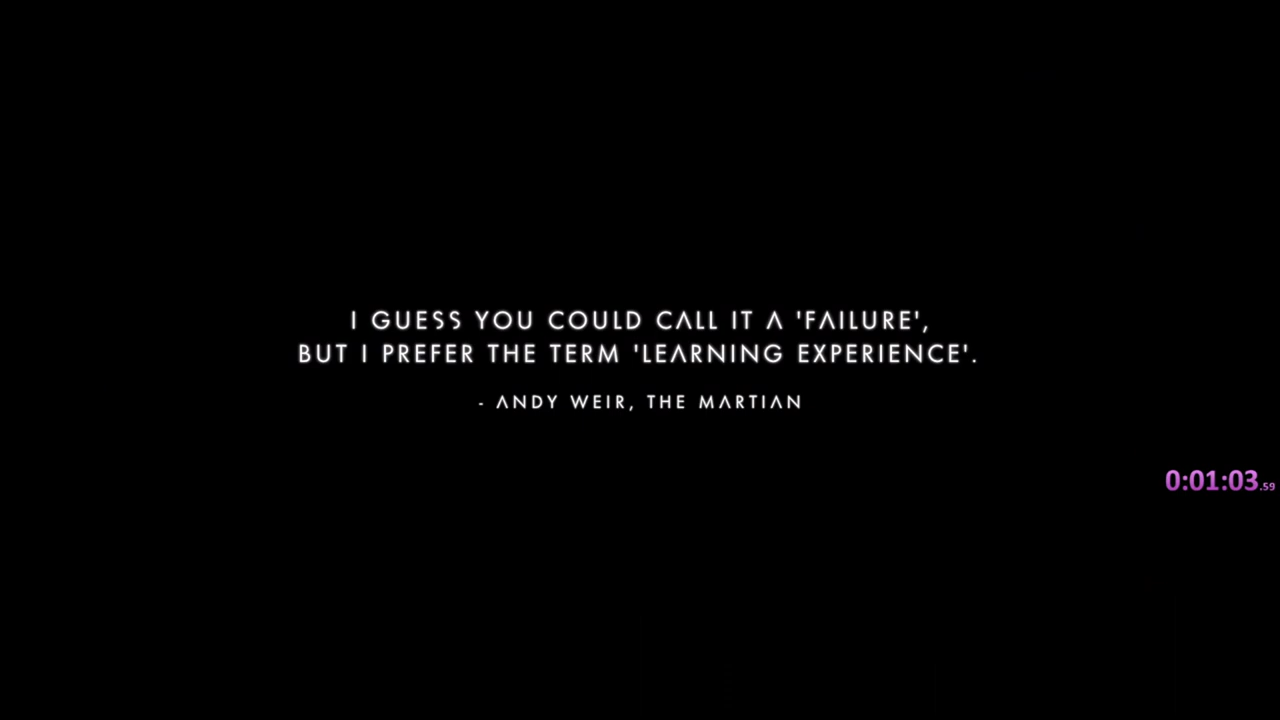 I GUESS YOU COULD CALL IT A 'FAILURE',
BUT I PREFER THE TERM 'LEARNING EXPERIENCE'.
- ANDY WEIR, THE MARTIAN
0:01:03.59